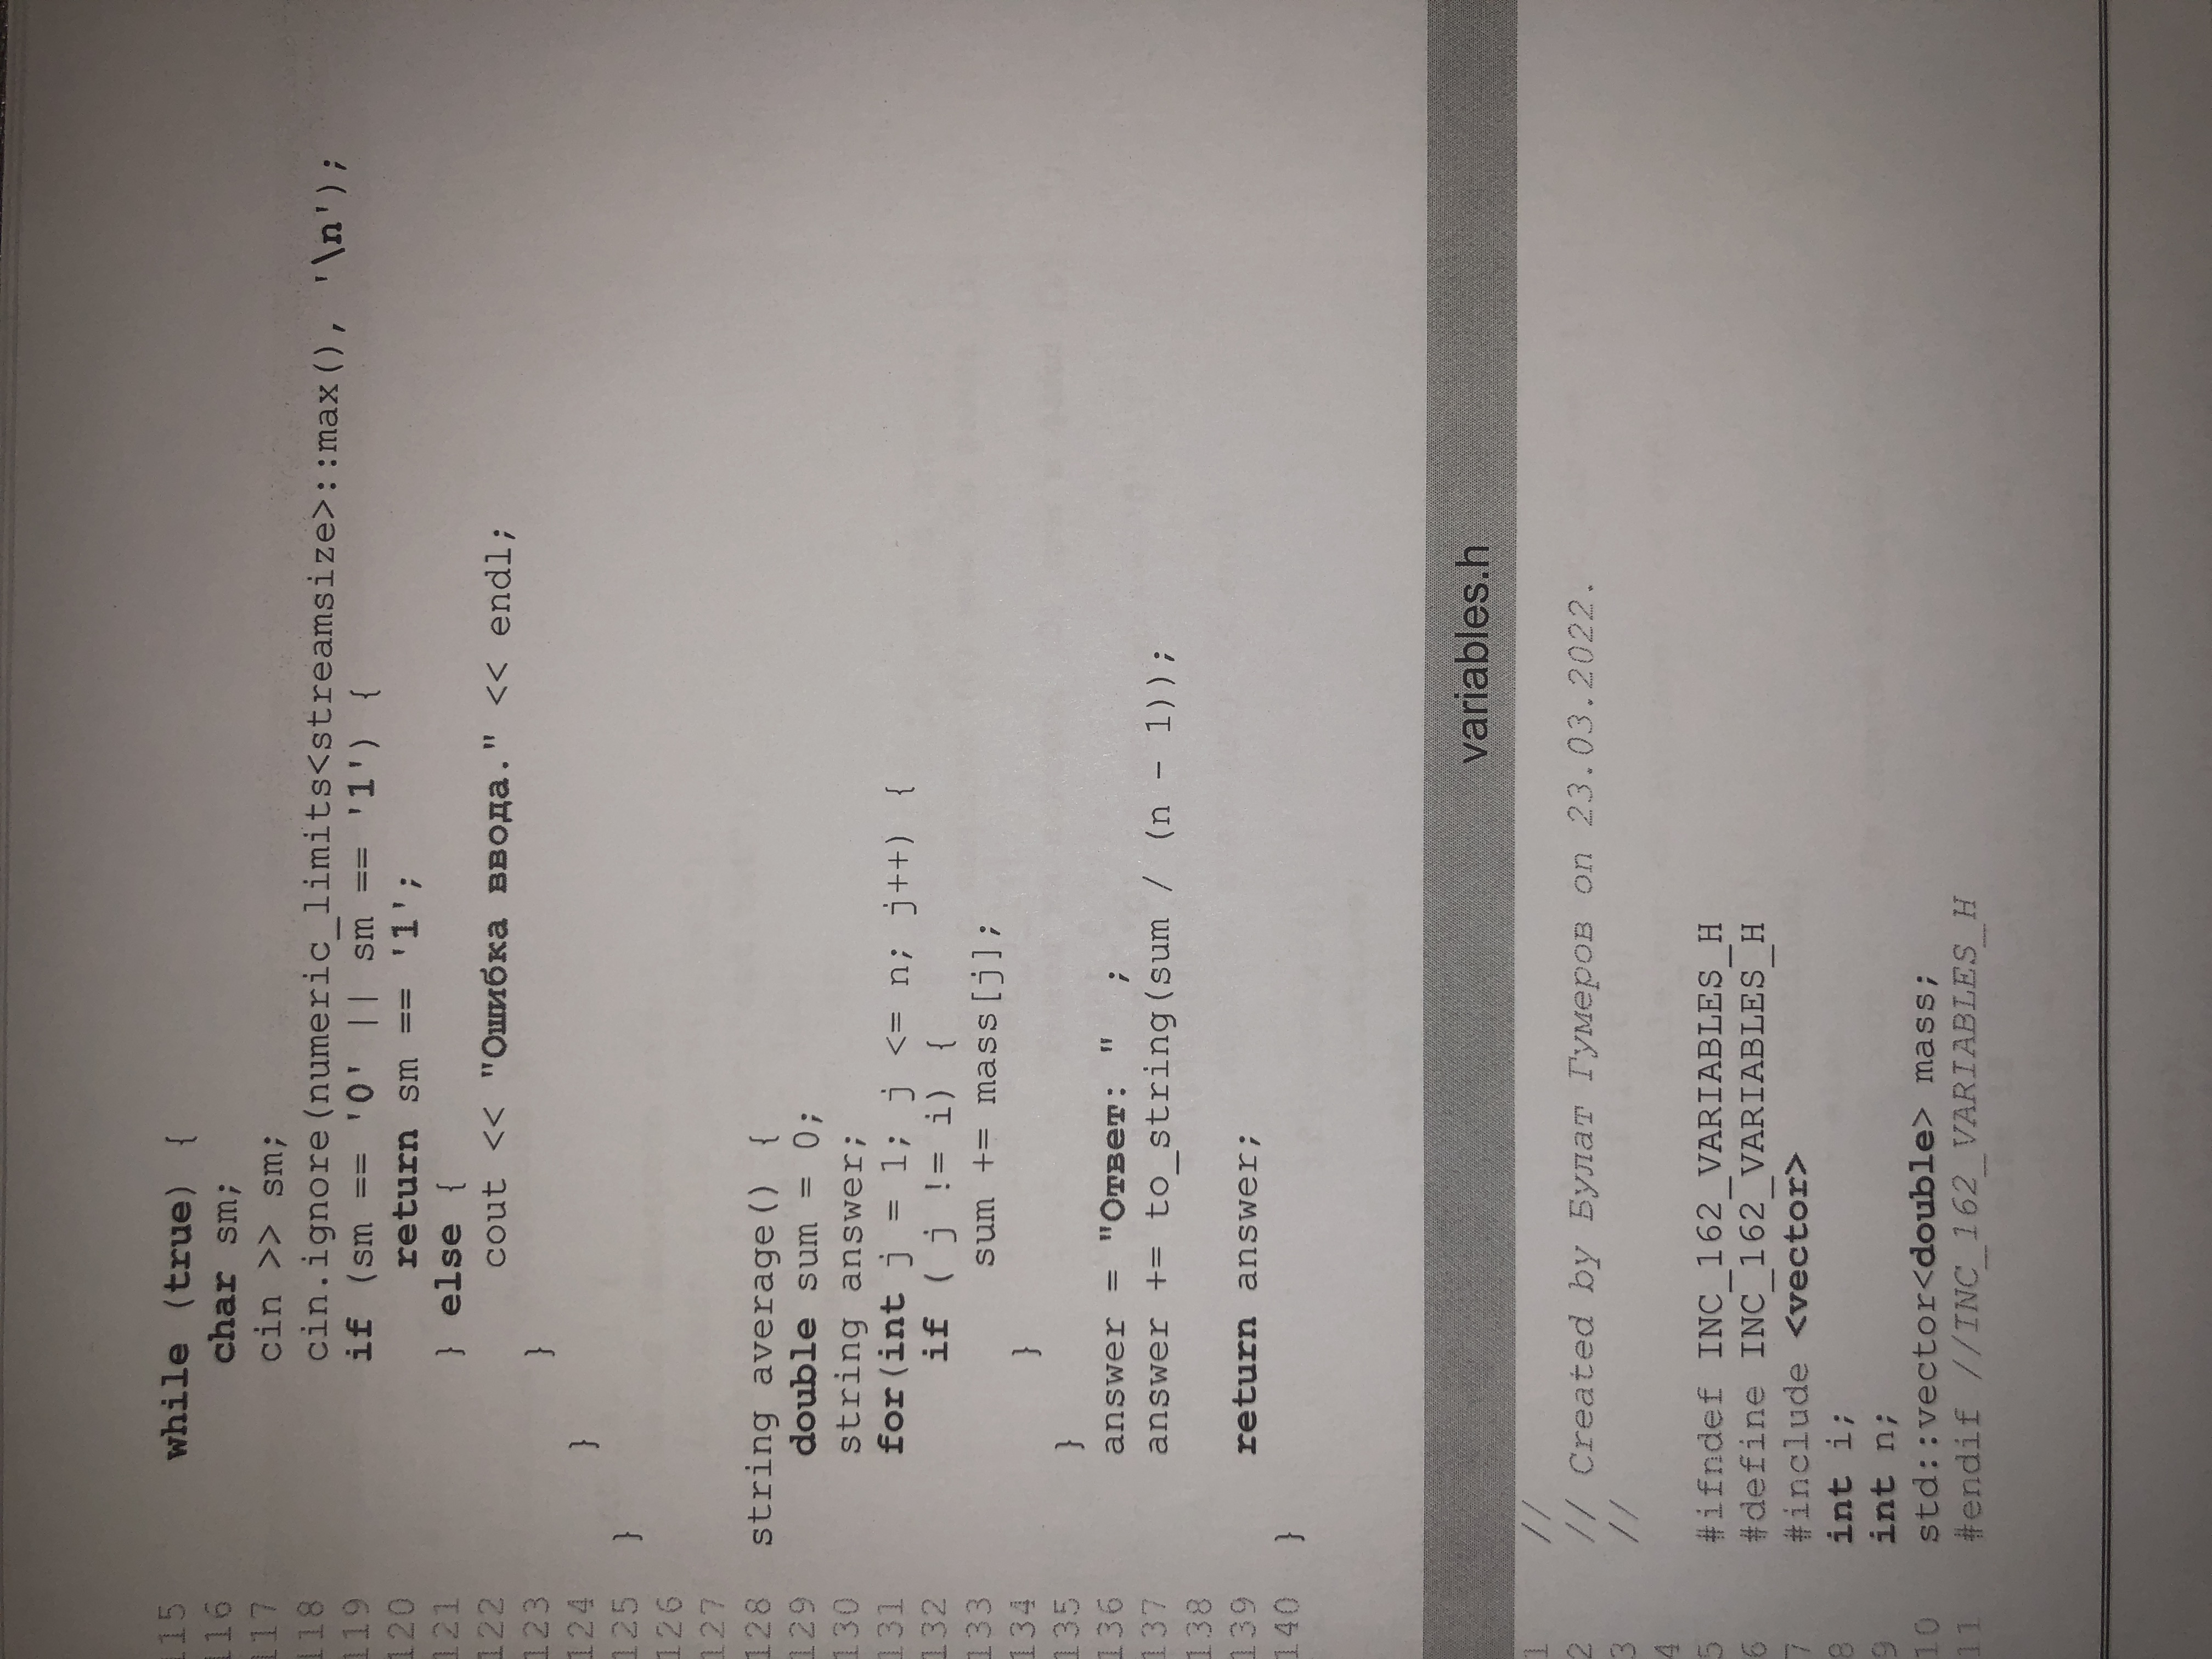 115 while (true) {
116 char sm;
117 cin >> sm;
118 cin.ignore(numeric_limits<streamsize>::max(), '\n');
119 if (sm == '0' || sm == '1') {
120 return sm == '1';
121 } else {
122 cout << "Ошибка ввода." << endl;
123 }
124 }
125 }
126
127
128 string average() {
129 double sum = 0;
130 string answer;
131 for(int j = 1; j <= n; j++) {
132 if ( j != i) {
133 sum += mass[j];
134 }
135 }
136 answer = "Ответ: " ;
137 answer += to_string(sum / (n - 1));
138
139 return answer;
140 }
variables.h
1 //
2 // Created by Булат Гумеров on 23.03.2022.
3 //
4
5 #ifndef INC_162_VARIABLES_H
6 #define INC_162_VARIABLES_H
7 #include <vector>
8 int i;
9 int n;
10 std::vector<double> mass;
11 #endif //INC_162_VARIABLES_H